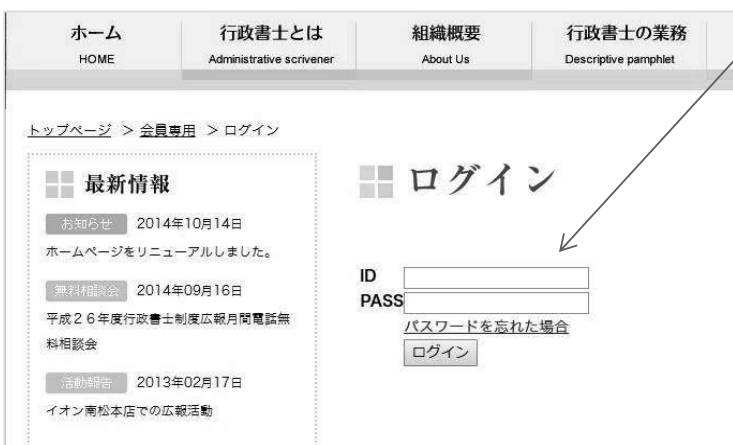 ホーム
HOME
行政書士とは
Administrative scrivener
組織概要
About Us
行政書士の業務
Descriptive pamphlet
トップページ > 会員専用 > ログイン
最新情報
お知らせ 2014年10月14日
ホームページをリニューアルしました。
無料相談会 2014年09月16日
平成26年度行政書士制度広報月間電話無
料相談会
活動報告 2013年02月17日
イオン南松本店での広報活動
ログイン
ID
PASS
パスワードを忘れた場合
ログイン